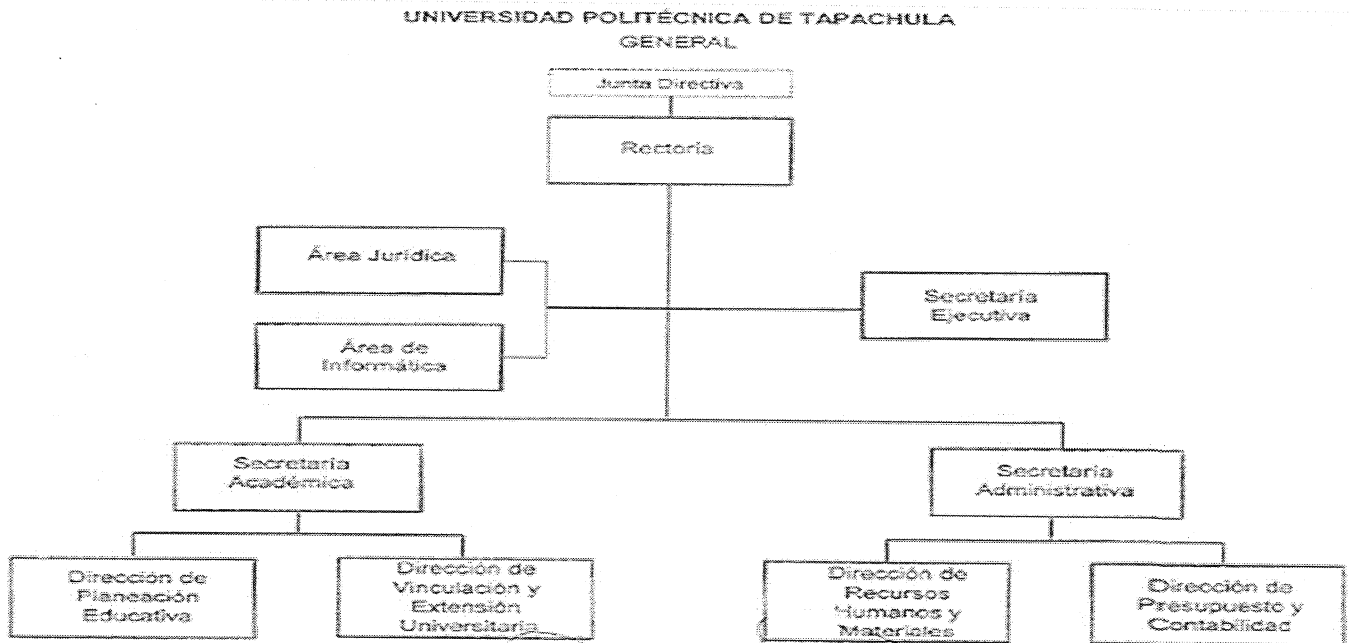 UNIVERSIDAD POLITÉCNICA DE TAPACHULA
GENERAL
Junta Directiva
Rectoría
Área Jurídica
Secretaría
Ejecutiva
Área de
Informática
Secretaría
Académica
Secretaría
Administrativa
Dirección de
Planeación
Educativa
Dirección de
Vinculación y
Extensión
Universitaria
Dirección de
Recursos
Humanos y
Materiales
Dirección de
Presupuesto y
Contabilidad